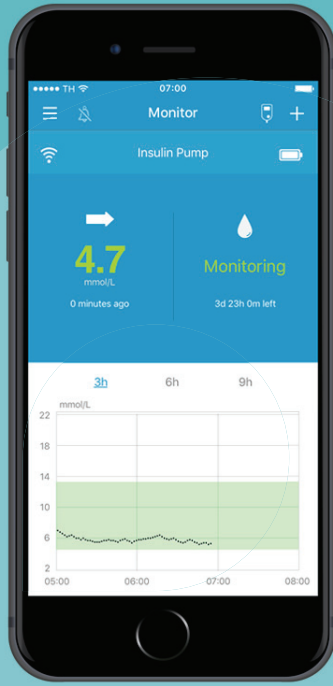 TH 07:00
Monitor
Insulin Pump
4.7 Monitoring
mmol/L
0 minutes ago 3d 23h 0m left
3h 6h 9h
mmol/L
22
18
14
10
6
2
05:00 06:00 07:00 08:00